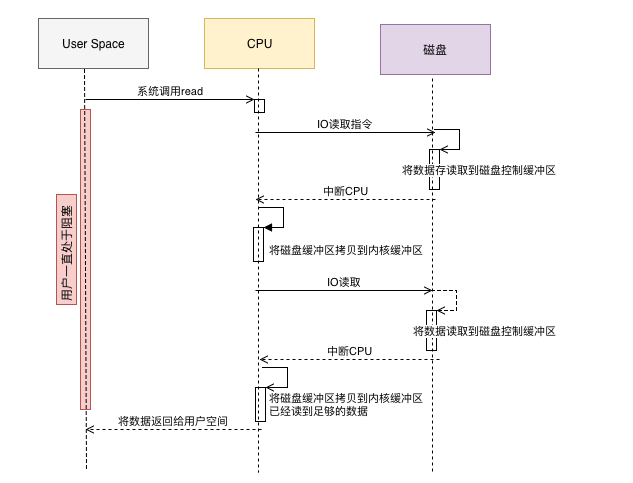 User Space
CPU
磁盘
系统调用read
IO读取指令
将数据存读取到磁盘控制缓冲区
中断CPU
用户一直处于阻塞
将磁盘缓冲区拷贝到内核缓冲区
IO读取
将数据读取到磁盘控制缓冲区
中断CPU
将磁盘缓冲区拷贝到内核缓冲区
已经读到足够的数据
将数据返回给用户空间